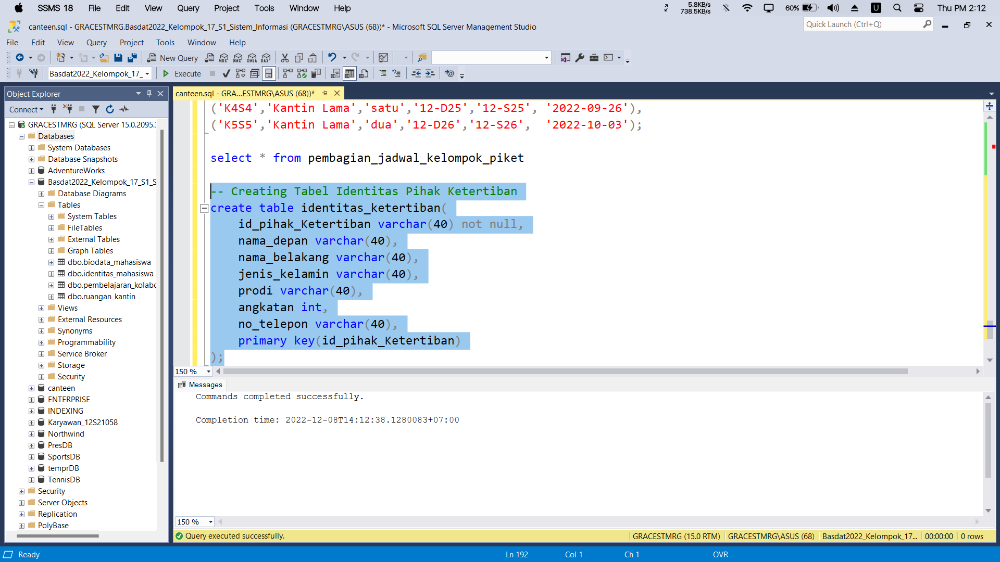 SSMS 18 File Edit View Query Project Tools Window Help 5.8KB/s 738.5KB/s 60% U Thu PM 2:12
canteen.sql - GRACESTMRG.Basdat2022_Kelompok_17_S1_Sistem_Informasi (GRACESTMRG\ASUS (68))* - Microsoft SQL Server Management Studio
Quick Launch (Ctrl+Q)
File Edit View Query Project Tools Window Help
New Query MDX DMX XMLA DAX
Basdat2022_Kelompok_17_ Execute
Object Explorer
Connect
GRACESTMRG (SQL Server 15.0.2095.
Databases
System Databases
Database Snapshots
AdventureWorks
Basdat2022_Kelompok_17_S1_S
Database Diagrams
Tables
System Tables
FileTables
External Tables
Graph Tables
dbo.biodata_mahasiswa
dbo.identitas_mahasiswa
dbo.pembelajaran_kolabo
dbo.ruangan_kantin
Views
External Resources
Synonyms
Programmability
Service Broker
Storage
Security
canteen
ENTERPRISE
INDEXING
Karyawan_12S21058
Northwind
PresDB
SportsDB
temprDB
TennisDB
Security
Server Objects
Replication
PolyBase
canteen.sql - GRA...ESTMRG\ASUS (68))*
('K4S4','Kantin Lama','satu','12-D25','12-S25', '2022-09-26'),
('K5S5','Kantin Lama','dua','12-D26','12-S26', '2022-10-03');
select * from pembagian_jadwal_kelompok_piket
-- Creating Tabel Identitas Pihak Ketertiban
create table identitas_ketertiban(
id_pihak_Ketertiban varchar(40) not null,
nama_depan varchar(40),
nama_belakang varchar(40),
jenis_kelamin varchar(40),
prodi varchar(40),
angkatan int,
no_telepon varchar(40),
primary key(id_pihak_Ketertiban)
);
150 %
Messages
Commands completed successfully.
Completion time: 2022-12-08T14:12:38.1280083+07:00
150 %
Query executed successfully. GRACESTMRG (15.0 RTM) GRACESTMRG\ASUS (68) Basdat2022_Kelompok_17... 00:00:00 0 rows
Ready Ln 192 Col 1 Ch 1 OVR